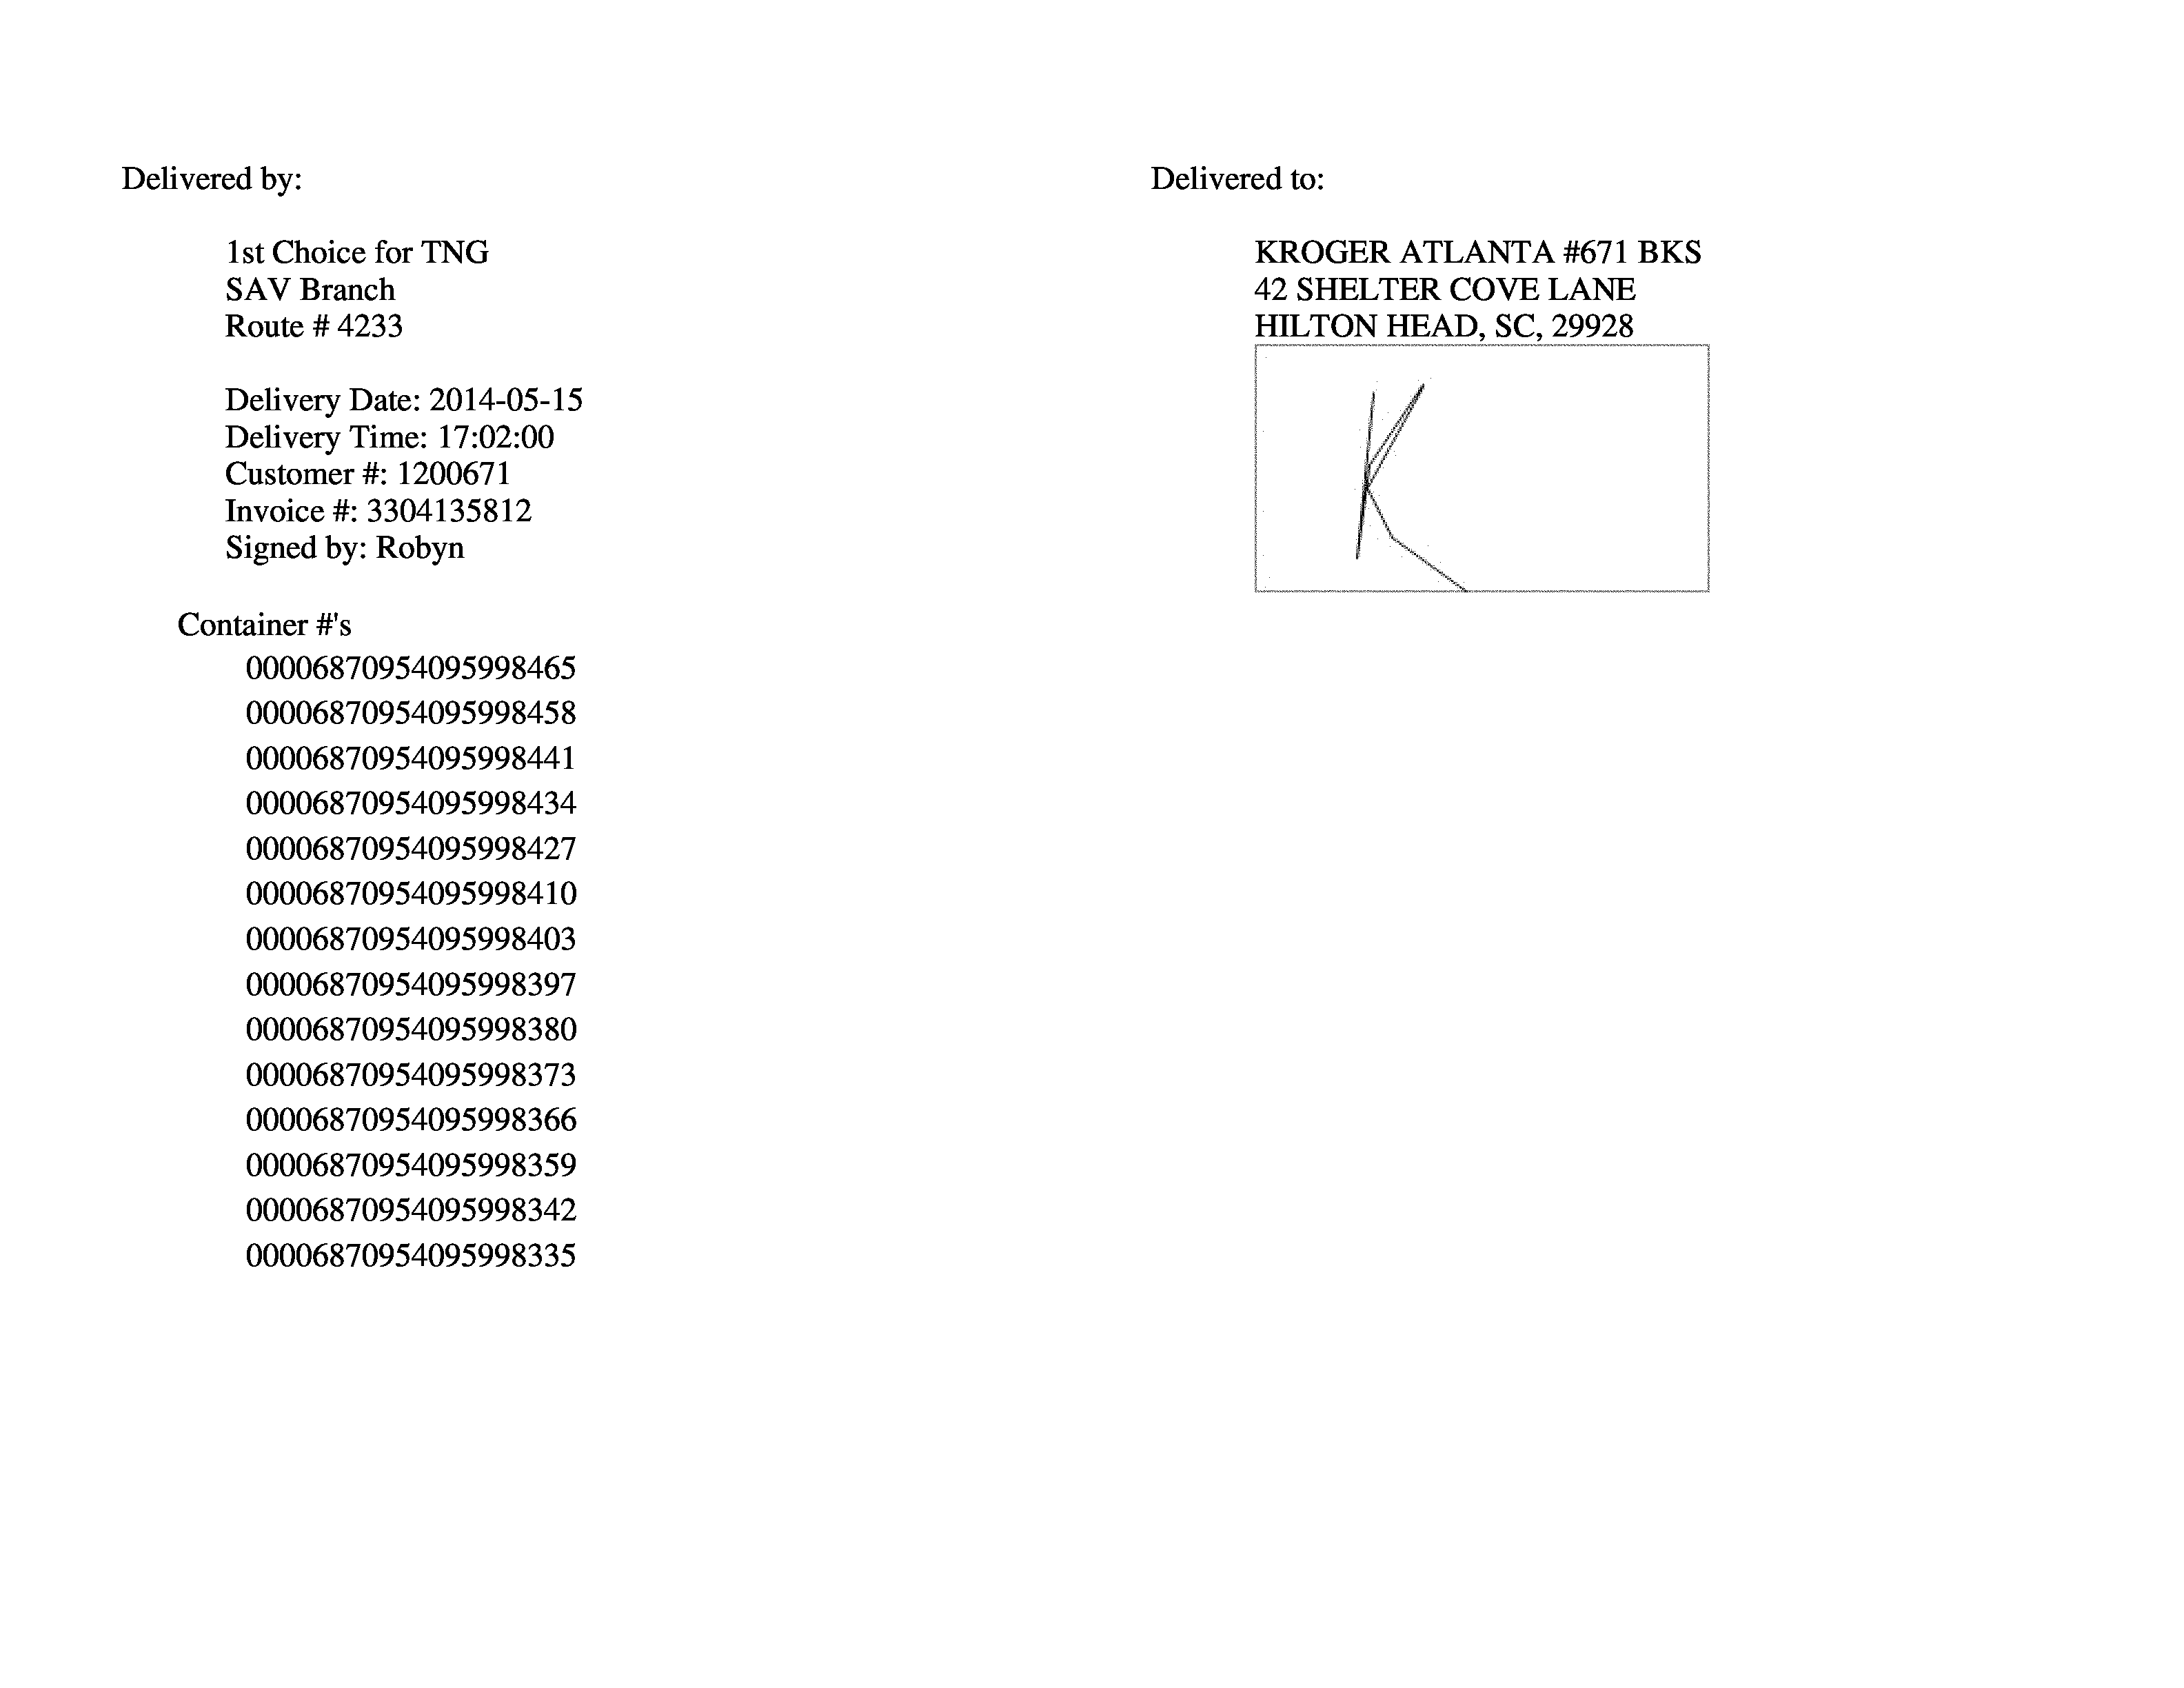 Delivered by:
1st Choice for TNG
SAV Branch
Route # 4233
Delivery Date: 2014-05-15
Delivery Time: 17:02:00
Customer #: 1200671
Invoice #: 3304135812
Signed by: Robyn
Container #'s
00006870954095998465
00006870954095998458
00006870954095998441
00006870954095998434
00006870954095998427
00006870954095998410
00006870954095998403
00006870954095998397
00006870954095998380
00006870954095998373
00006870954095998366
00006870954095998359
00006870954095998342
00006870954095998335
Delivered to:
KROGER ATLANTA #671 BKS
42 SHELTER COVE LANE
HILTON HEAD, SC, 29928
K